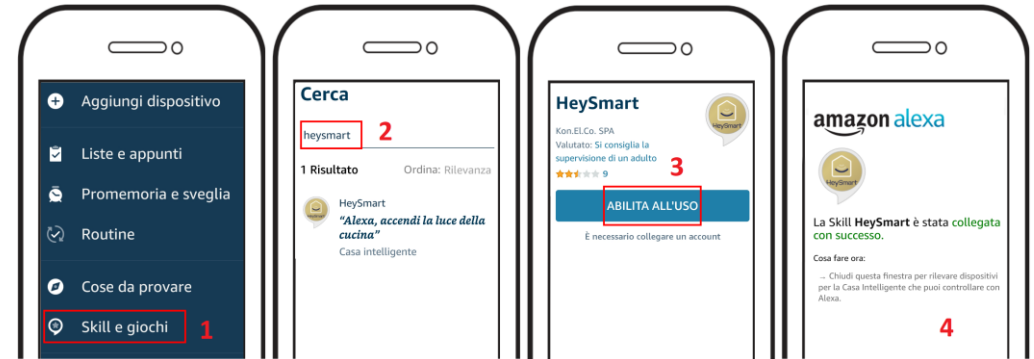 Aggiungi dispositivo
Liste e appunti
Promemoria e sveglia
Routine
Cose da provare
Skill e giochi
1
Cerca
heysmart
2
1 Risultato
Ordina: Rilevanza
HeySmart
HeySmart
“Alexa, accendi la luce della
cucina”
Casa intelligente
HeySmart
HeySmart
Kon.El.Co. SPA
Valutato: Si consiglia la
supervisione di un adulto
9
3
ABILITA ALL'USO
È necessario collegare un account
amazon alexa
HeySmart
La Skill HeySmart è stata collegata
con successo.
Cosa fare ora:
→ Chiudi questa finestra per rilevare dispositivi
per la Casa Intelligente che puoi controllare con
Alexa.
4